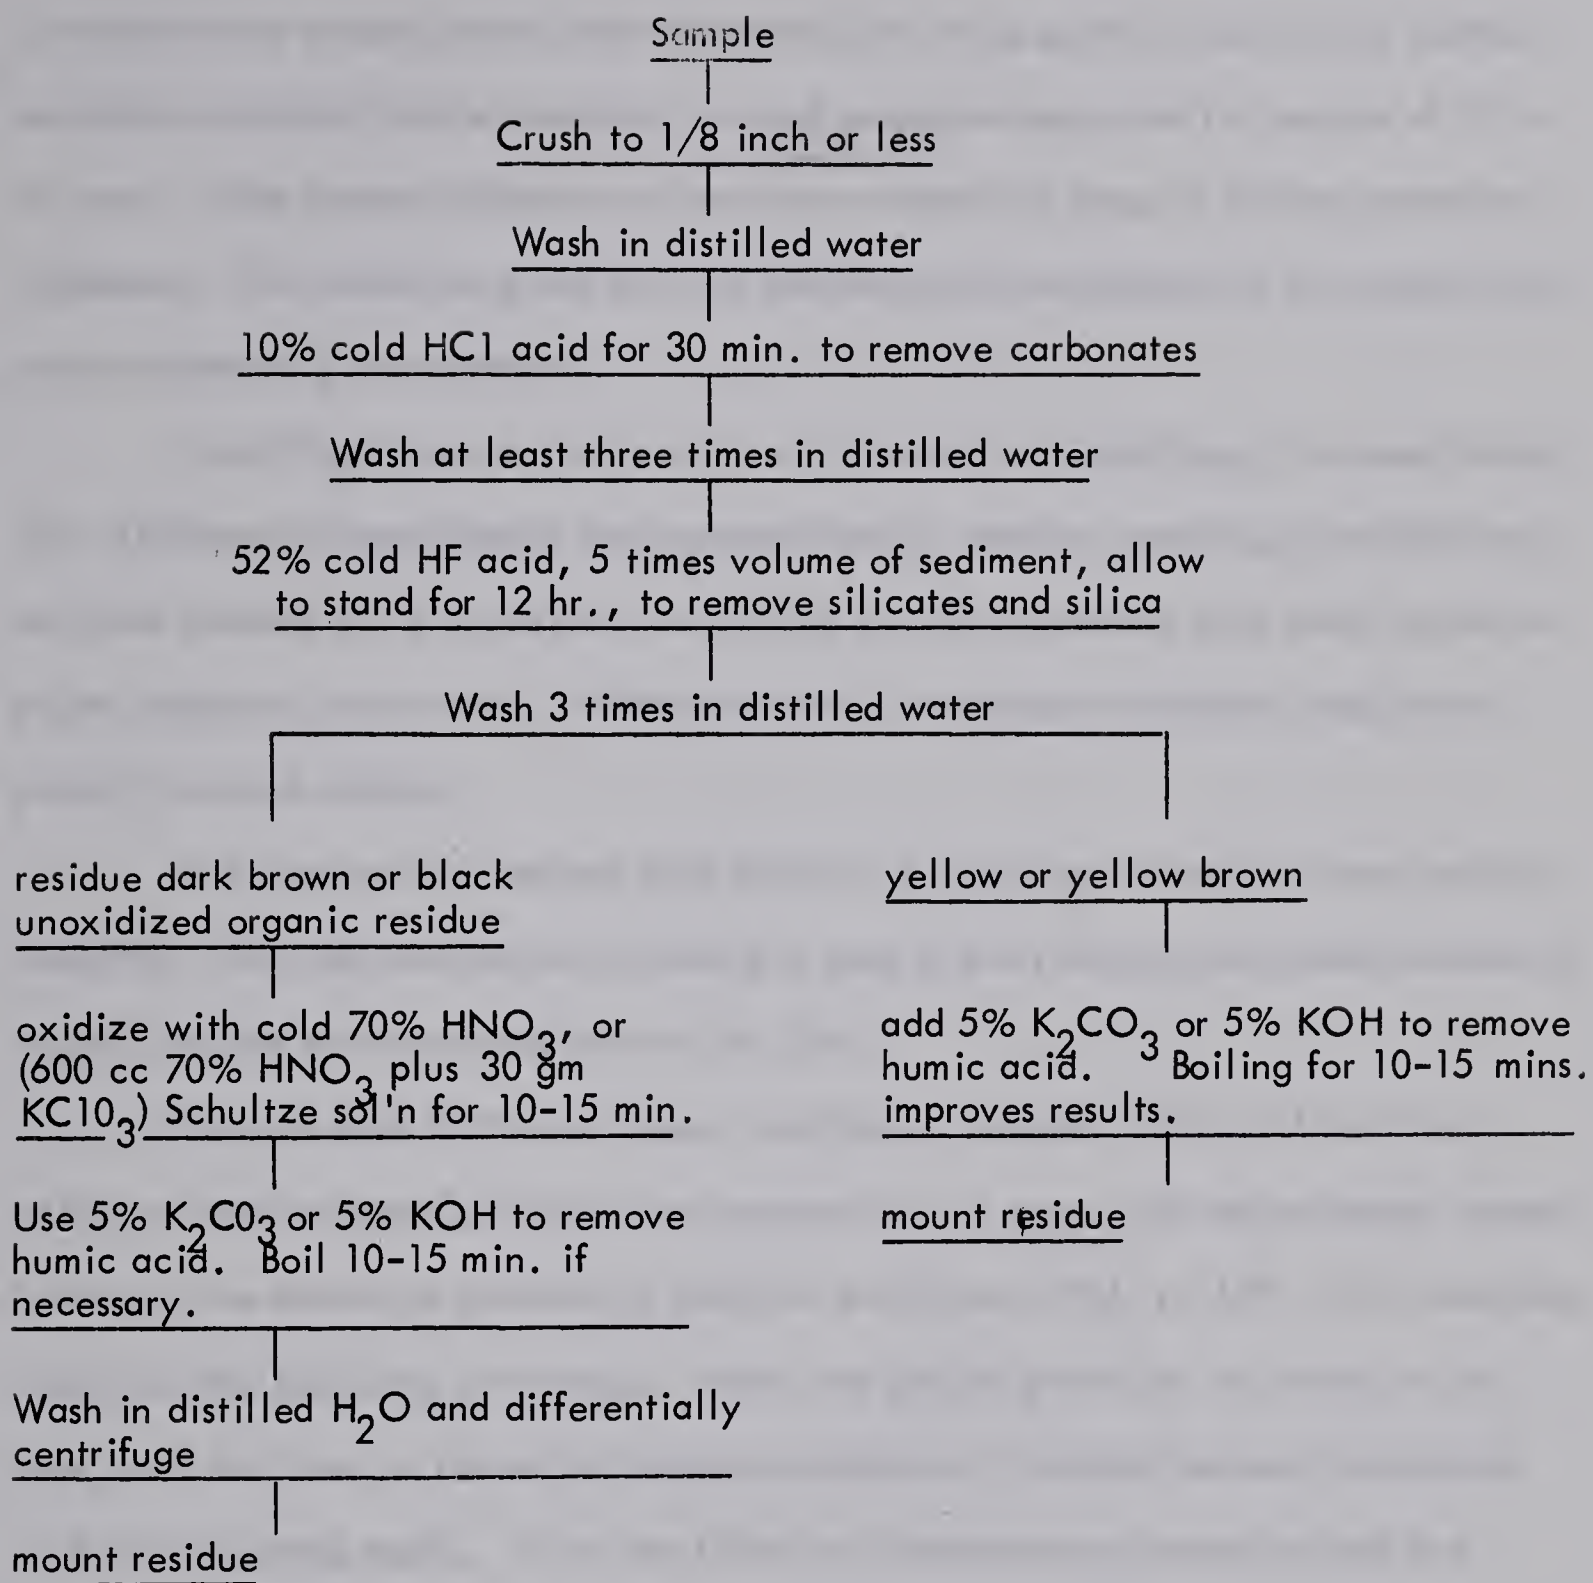 Sample
Crush to 1/8 inch or less
Wash in distilled water
10% cold HCl acid for 30 min. to remove carbonates
Wash at least three times in distilled water
52% cold HF acid, 5 times volume of sediment, allow
to stand for 12 hr., to remove silicates and silica
Wash 3 times in distilled water
residue dark brown or black
unoxidized organic residue
oxidize with cold 70% HNO₃, or
(600 cc 70% HNO₃ plus 30 gm
KClO₃) Schultze sol'n for 10-15 min.
Use 5% K₂CO₃ or 5% KOH to remove
humic acid. Boil 10-15 min. if
necessary.
Wash in distilled H₂O and differentially
centrifuge
mount residue
yellow or yellow brown
add 5% K₂CO₃ or 5% KOH to remove
humic acid. Boiling for 10-15 mins.
improves results.
mount residue